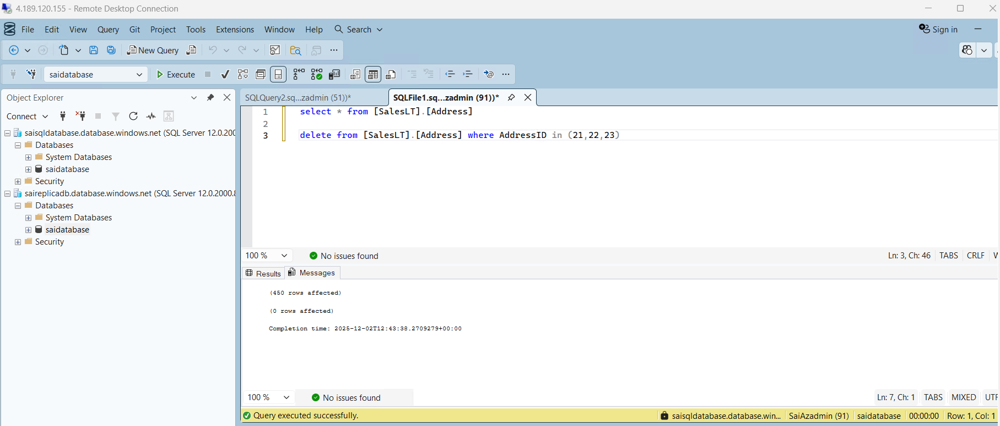 4.189.120.155 - Remote Desktop Connection
File Edit View Query Git Project Tools Extensions Window Help Search Sign in
New Query
saidatabase Execute
Object Explorer
SQLQuery2.sq...zadmin (51))*
SQLFile1.sq...zadmin (91))*
Connect
saisqldatabase.database.windows.net (SQL Server 12.0.200
Databases
System Databases
saidatabase
Security
saireplicadb.database.windows.net (SQL Server 12.0.2000.8
Databases
System Databases
saidatabase
Security
1 select * from [SalesLT].[Address]
2
3 delete from [SalesLT].[Address] where AddressID in (21,22,23)
100 % No issues found Ln: 3, Ch: 46 TABS CRLF
Results Messages
(450 rows affected)
(0 rows affected)
Completion time: 2025-12-02T12:43:38.2709279+00:00
100 % No issues found Ln: 7, Ch: 1 TABS MIXED UTF
Query executed successfully. saisqldatabase.database.win... SaiAzadmin (91) saidatabase 00:00:00 Row: 1, Col: 1